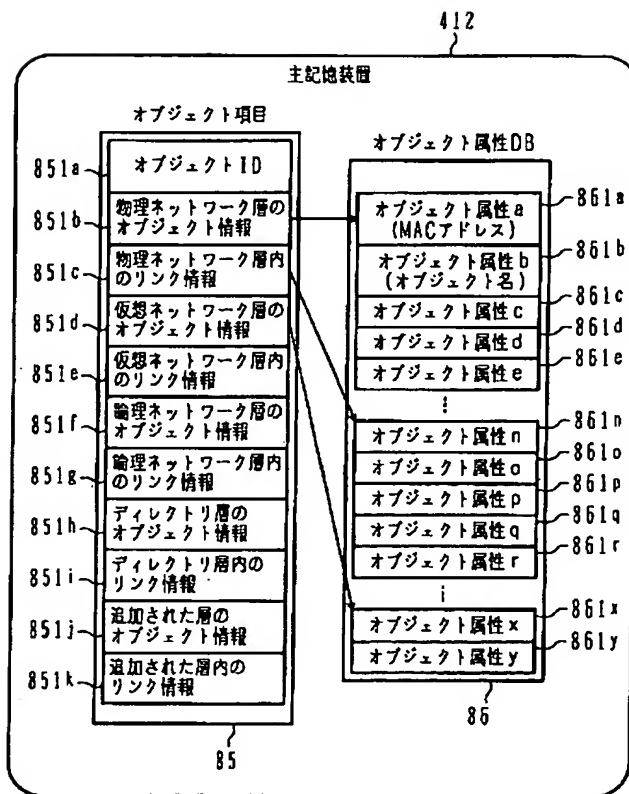 412
主記憶装置
オブジェクト項目
851a
オブジェクトID
851b
物理ネットワーク層の
オブジェクト情報
851c
物理ネットワーク層内
のリンク情報
851d
仮想ネットワーク層の
オブジェクト情報
851e
仮想ネットワーク層内
のリンク情報
851f
論理ネットワーク層の
オブジェクト情報
851g
論理ネットワーク層内
のリンク情報
851h
ディレクトリ層の
オブジェクト情報
851i
ディレクトリ層内の
リンク情報
851j
追加された層の
オブジェクト情報
851k
追加された層内の
リンク情報
85
オブジェクト属性DB
オブジェクト属性a
(MACアドレス)
861a
オブジェクト属性b
(オブジェクト名)
861b
オブジェクト属性c
861c
オブジェクト属性d
861d
オブジェクト属性e
861e
オブジェクト属性n
861n
オブジェクト属性o
861o
オブジェクト属性p
861p
オブジェクト属性q
861q
オブジェクト属性r
861r
オブジェクト属性x
861x
オブジェクト属性y
861y
86